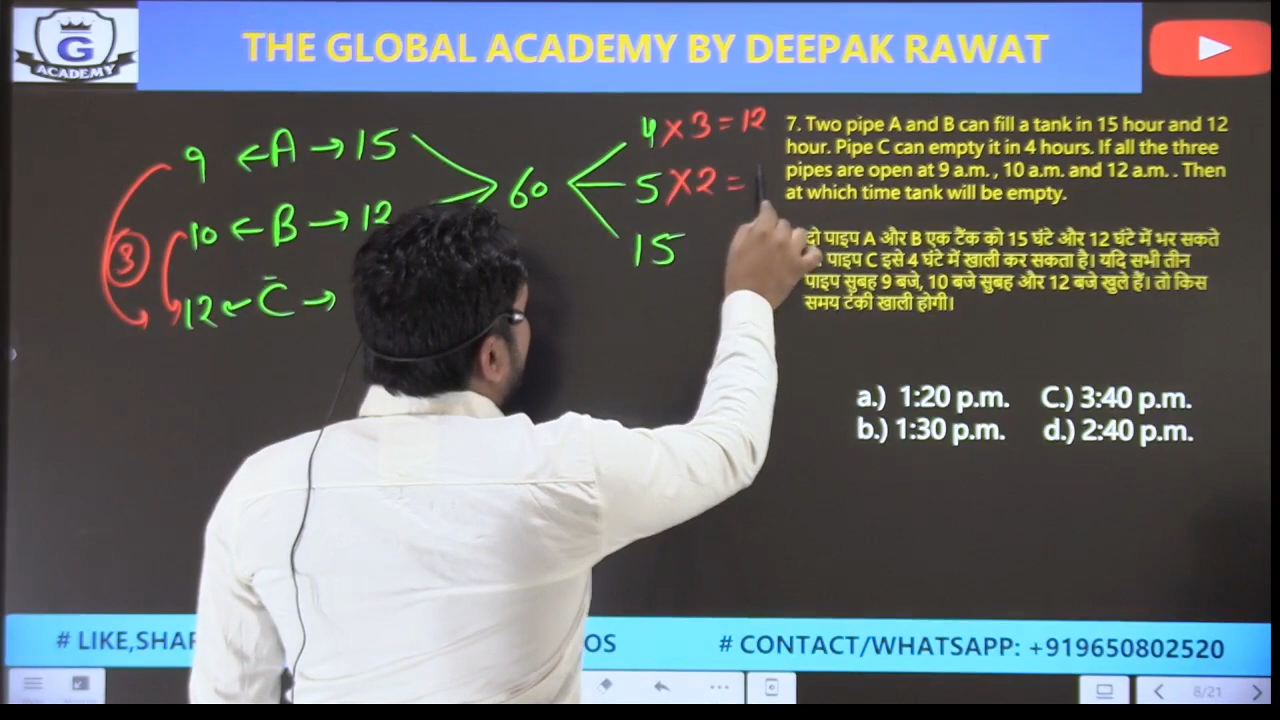 G
ACADEMY
THE GLOBAL ACADEMY BY DEEPAK RAWAT
9 ← A → 15
10 ← B → 12
12 ← C →
3
60
4 × 3 = 12
5 × 2 =
15
7. Two pipe A and B can fill a tank in 15 hour and 12
hour. Pipe C can empty it in 4 hours. If all the three
pipes are open at 9 a.m. , 10 a.m. and 12 a.m. . Then
at which time tank will be empty.
दो पाइप A और B एक टैंक को 15 घंटे और 12 घंटे में भर सकते
पाइप C इसे 4 घंटे में खाली कर सकता है। यदि सभी तीन
पाइप सुबह 9 बजे, 10 बजे सुबह और 12 बजे खुले हैं। तो किस
समय टंकी खाली होगी।
a.) 1:20 p.m. C.) 3:40 p.m.
b.) 1:30 p.m. d.) 2:40 p.m.
# LIKE,SHAR OS # CONTACT/WHATSAPP: +919650802520
8/21